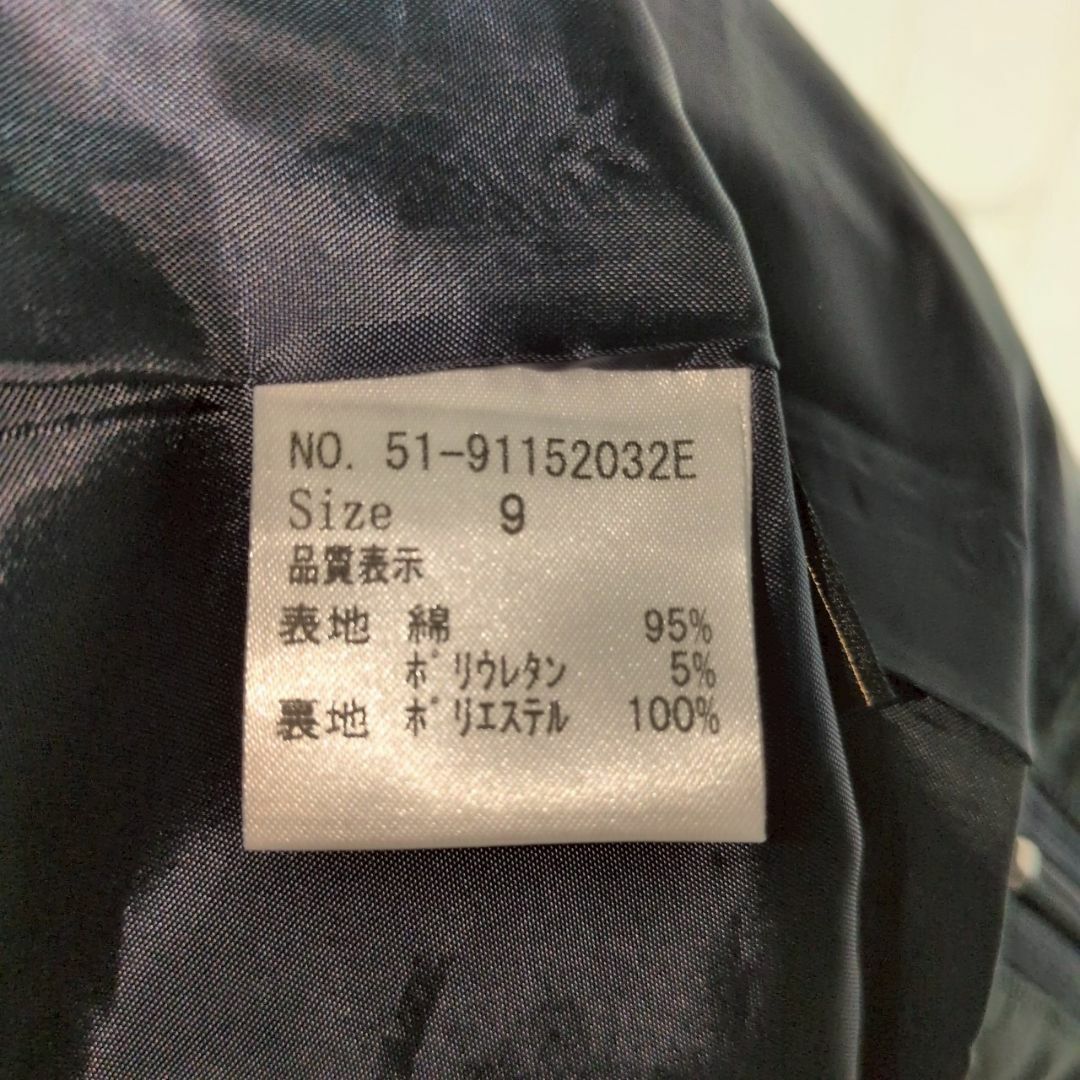 NO. 51-91152032E
Size 9
品質表示
表地 綿 95%
ポリウレタン 5%
裏地 ポリエステル 100%